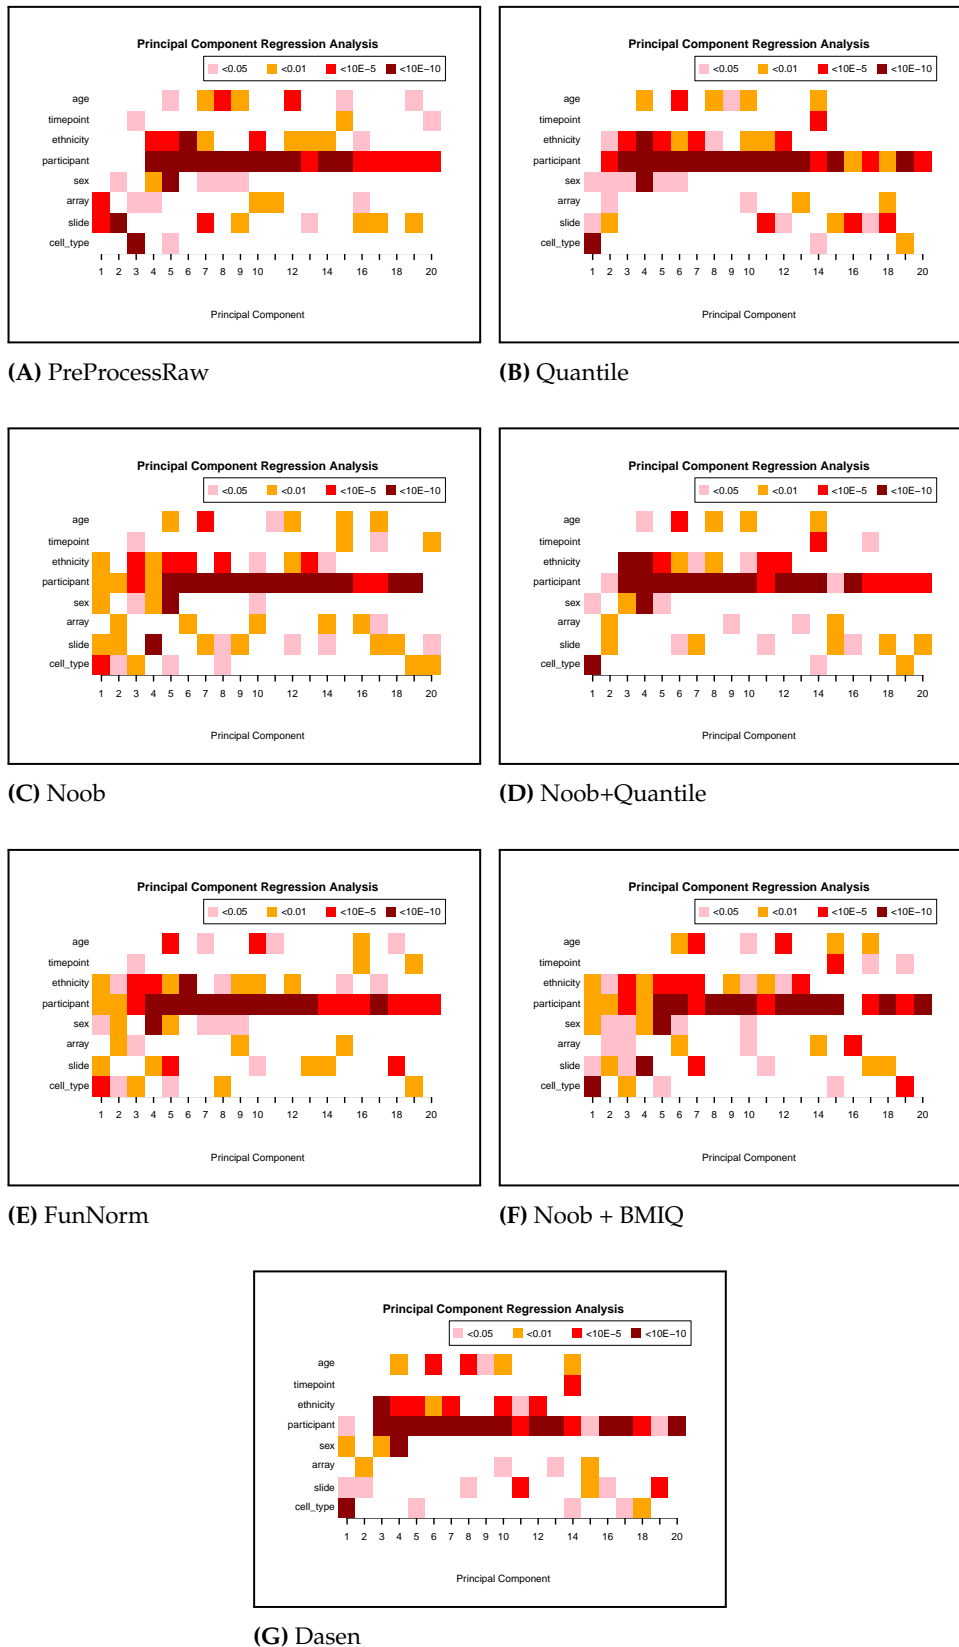 Principal Component Regression Analysis
<0.05 <0.01 <10E−5 <10E−10
age
timepoint
ethnicity
participant
sex
array
slide
cell_type
1 2 3 4 5 6 7 8 9 10 12 14 16 18 20
Principal Component
(A) PreProcessRaw
Principal Component Regression Analysis
<0.05 <0.01 <10E−5 <10E−10
age
timepoint
ethnicity
participant
sex
array
slide
cell_type
1 2 3 4 5 6 7 8 9 10 12 14 16 18 20
Principal Component
(B) Quantile
Principal Component Regression Analysis
<0.05 <0.01 <10E−5 <10E−10
age
timepoint
ethnicity
participant
sex
array
slide
cell_type
1 2 3 4 5 6 7 8 9 10 12 14 16 18 20
Principal Component
(C) Noob
Principal Component Regression Analysis
<0.05 <0.01 <10E−5 <10E−10
age
timepoint
ethnicity
participant
sex
array
slide
cell_type
1 2 3 4 5 6 7 8 9 10 12 14 16 18 20
Principal Component
(D) Noob+Quantile
Principal Component Regression Analysis
<0.05 <0.01 <10E−5 <10E−10
age
timepoint
ethnicity
participant
sex
array
slide
cell_type
1 2 3 4 5 6 7 8 9 10 12 14 16 18 20
Principal Component
(E) FunNorm
Principal Component Regression Analysis
<0.05 <0.01 <10E−5 <10E−10
age
timepoint
ethnicity
participant
sex
array
slide
cell_type
1 2 3 4 5 6 7 8 9 10 12 14 16 18 20
Principal Component
(F) Noob + BMIQ
Principal Component Regression Analysis
<0.05 <0.01 <10E−5 <10E−10
age
timepoint
ethnicity
participant
sex
array
slide
cell_type
1 2 3 4 5 6 7 8 9 10 12 14 16 18 20
Principal Component
(G) Dasen